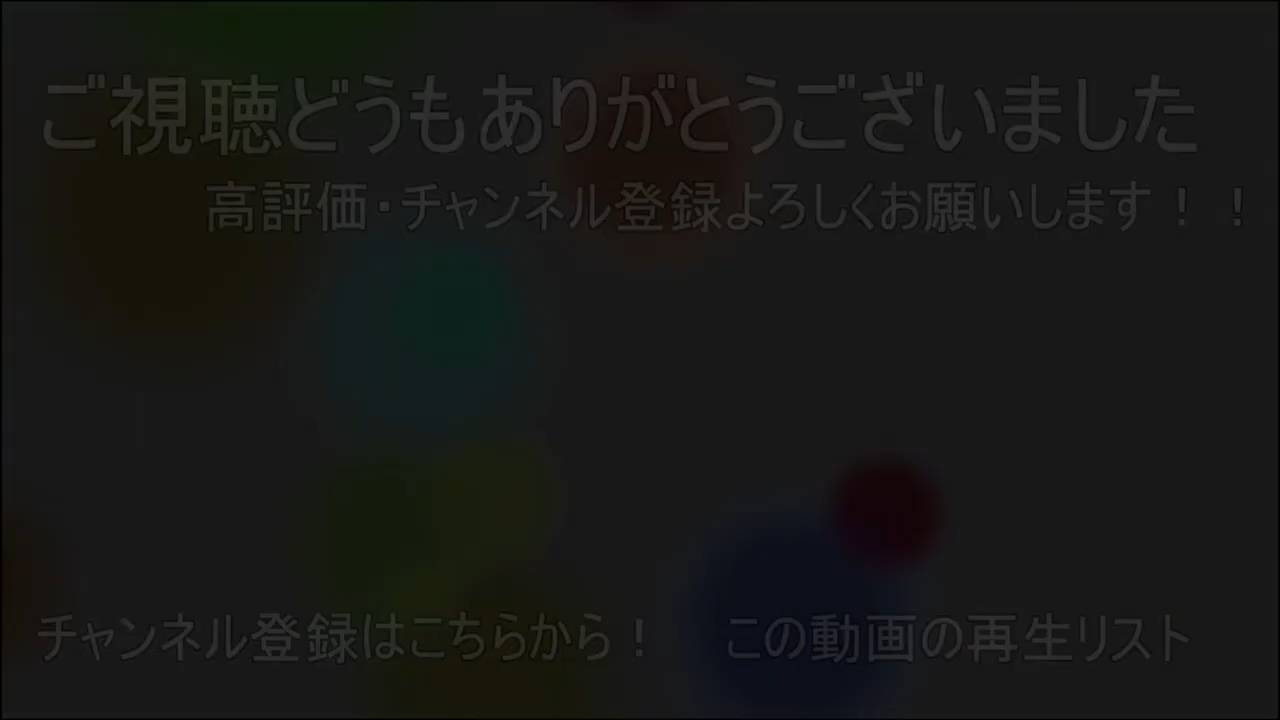 ご視聴どうもありがとうございました
高評価・チャンネル登録よろしくお願いします！！
チャンネル登録はこちらから！ この動画の再生リスト